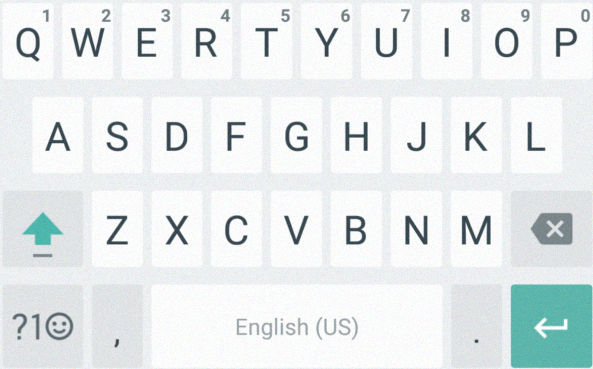 1 2 3 4 5 6 7 8 9 0
Q W E R T Y U I O P
A S D F G H J K L
Z X C V B N M
?1☺ , English (US) .